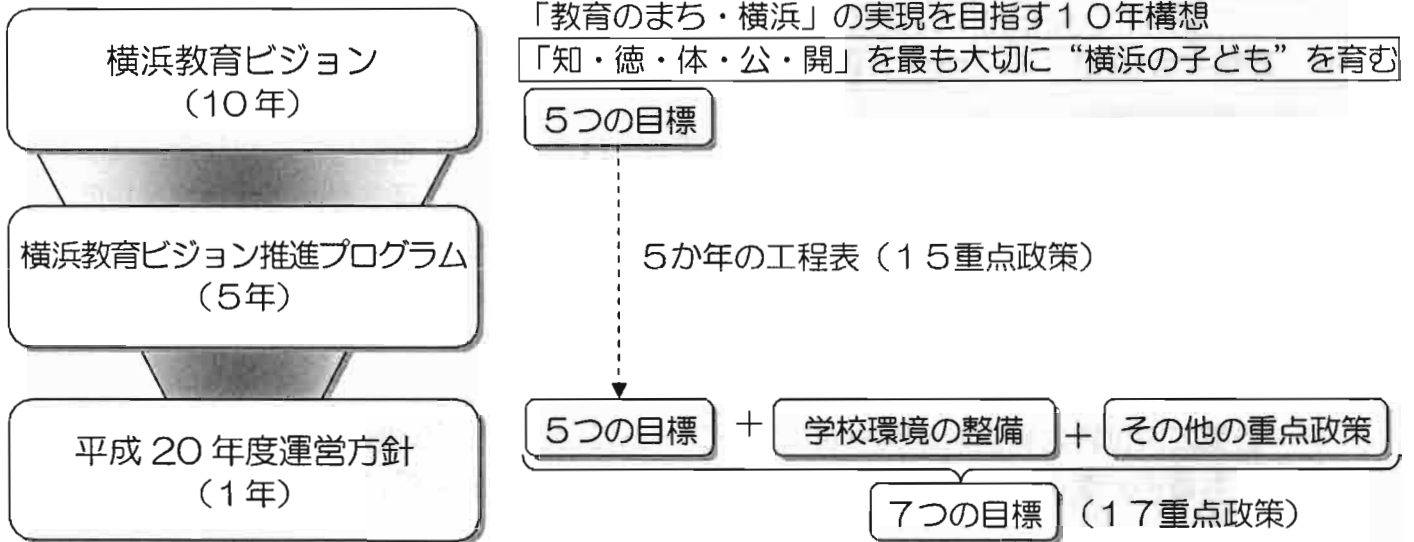 横浜教育ビジョン
（10年）
「教育のまち・横浜」の実現を目指す１０年構想
「知・徳・体・公・開」を最も大切に“横浜の子ども”を育む
５つの目標
横浜教育ビジョン推進プログラム
（５年）
５か年の工程表（１５重点政策）
平成 20 年度運営方針
（１年）
５つの目標 ＋ 学校環境の整備 ＋ その他の重点政策
７つの目標（１７重点政策）